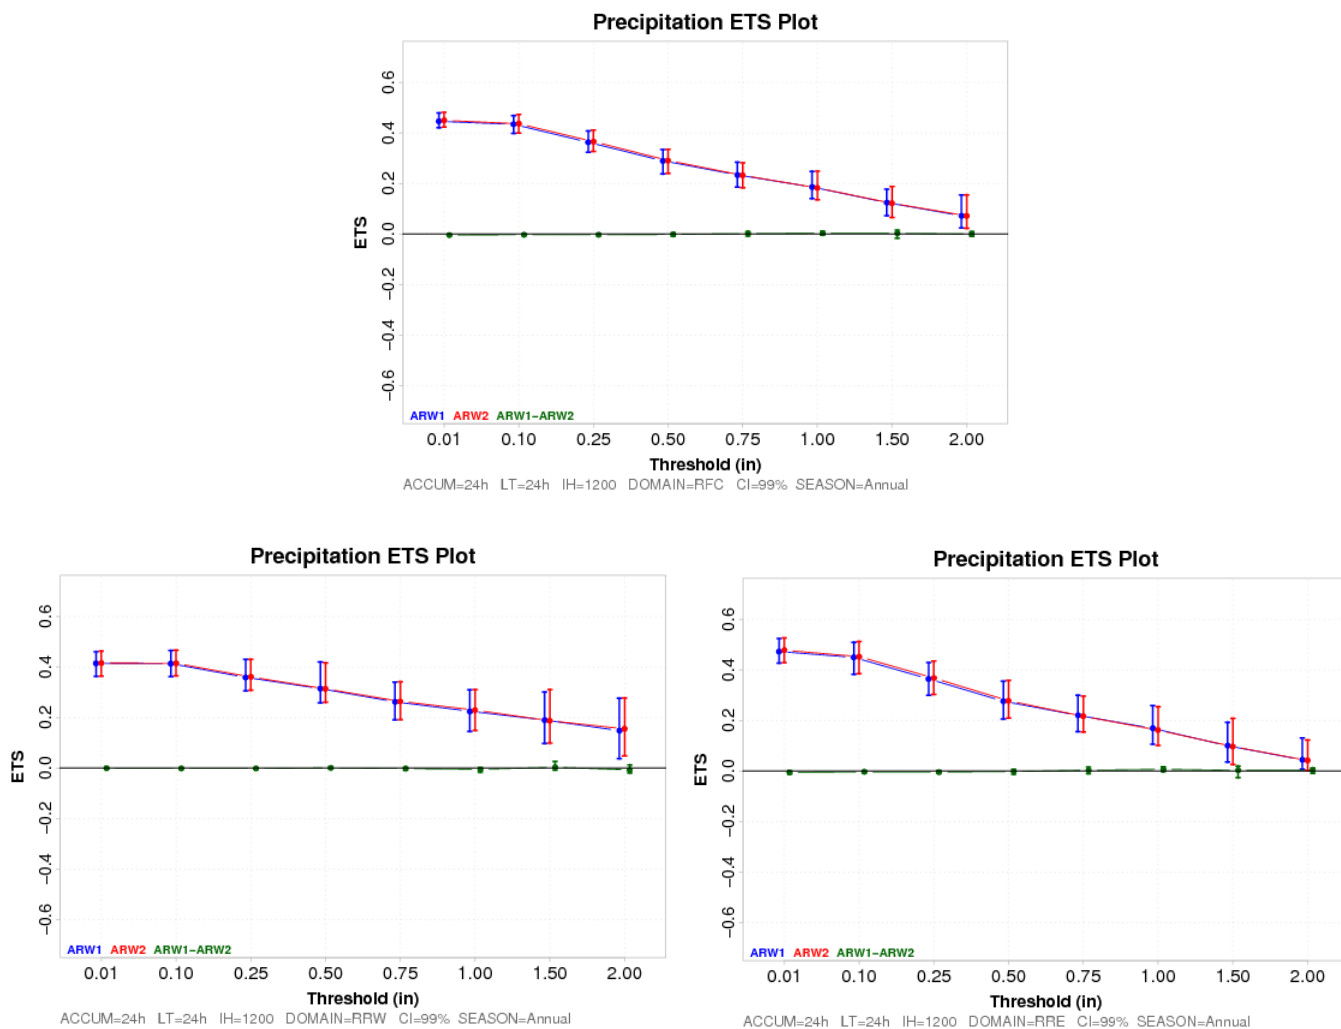 Precipitation ETS Plot
0.6
0.4
0.2
0.0
−0.2
−0.4
−0.6
ETS
ARW1 ARW2 ARW1−ARW2
0.01 0.10 0.25 0.50 0.75 1.00 1.50 2.00
Threshold (in)
ACCUM=24h LT=24h IH=1200 DOMAIN=RFC CI=99% SEASON=Annual
Precipitation ETS Plot
0.6
0.4
0.2
0.0
−0.2
−0.4
−0.6
ETS
ARW1 ARW2 ARW1−ARW2
0.01 0.10 0.25 0.50 0.75 1.00 1.50 2.00
Threshold (in)
ACCUM=24h LT=24h IH=1200 DOMAIN=RRW CI=99% SEASON=Annual
Precipitation ETS Plot
0.6
0.4
0.2
0.0
−0.2
−0.4
−0.6
ETS
ARW1 ARW2 ARW1−ARW2
0.01 0.10 0.25 0.50 0.75 1.00 1.50 2.00
Threshold (in)
ACCUM=24h LT=24h IH=1200 DOMAIN=RRE CI=99% SEASON=Annual